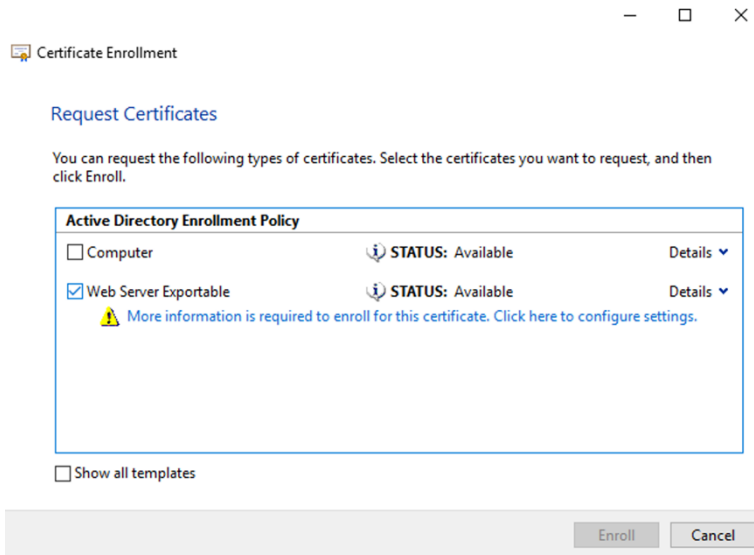 Certificate Enrollment
Request Certificates
You can request the following types of certificates. Select the certificates you want to request, and then
click Enroll.
Active Directory Enrollment Policy
Computer STATUS: Available Details
Web Server Exportable STATUS: Available Details
More information is required to enroll for this certificate. Click here to configure settings.
Show all templates
Enroll Cancel